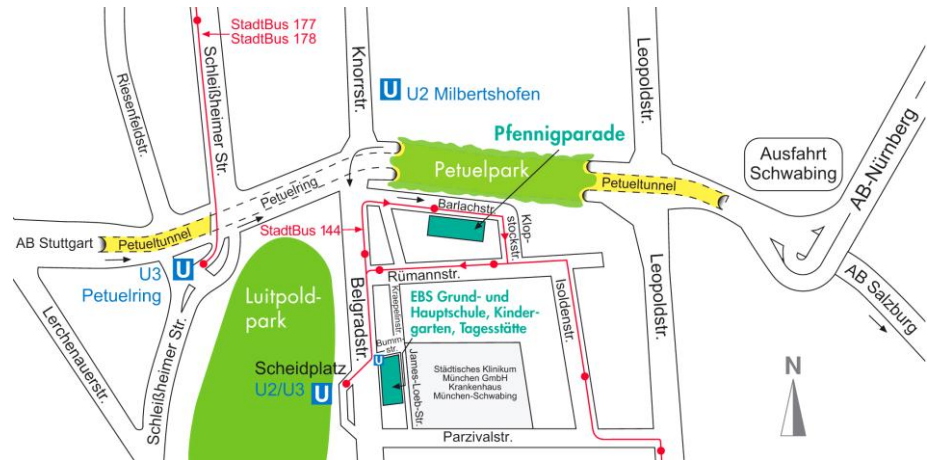 StadtBus 177
StadtBus 178
Schleißheimer Str.
Riesenfeldstr.
Knorrstr.
Leopoldstr.
U U2 Milbertshofen
Pfennigparade
Petuelpark
Ausfahrt
Schwabing
AB-Nürnberg
Petueltunnel
Petuelring
Barlachstr.
Klop-
stockstr.
AB Stuttgart
Petueltunnel
StadtBus 144
U3 U
Petuelring
Rümannstr.
Luitpold-
park
Belgradstr.
Kraepelinstr.
EBS Grund- und
Hauptschule, Kinder-
garten, Tagesstätte
Isoldenstr.
Leopoldstr.
AB Salzburg
Lerchenauerstr.
Schleißheimer Str.
Bumm-
str
U
Scheidplatz
U2/U3 U
James-Loeb-Str.
Städtisches Klinikum
München GmbH
Krankenhaus
München-Schwabing
N
Parzivalstr.